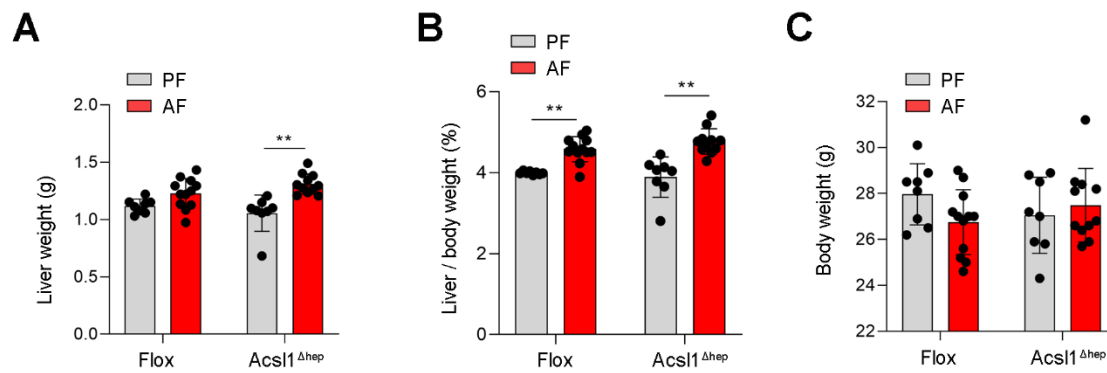 A
PF
AF
Liver weight (g)
2.0
1.5
1.0
0.5
0.0
**
Flox
Acsl1 Δhep
B
PF
AF
Liver / body weight (%)
6
4
2
0
**
**
Flox
Acsl1 Δhep
C
PF
AF
Body weight (g)
32
30
28
26
24
22
Flox
Acsl1 Δhep